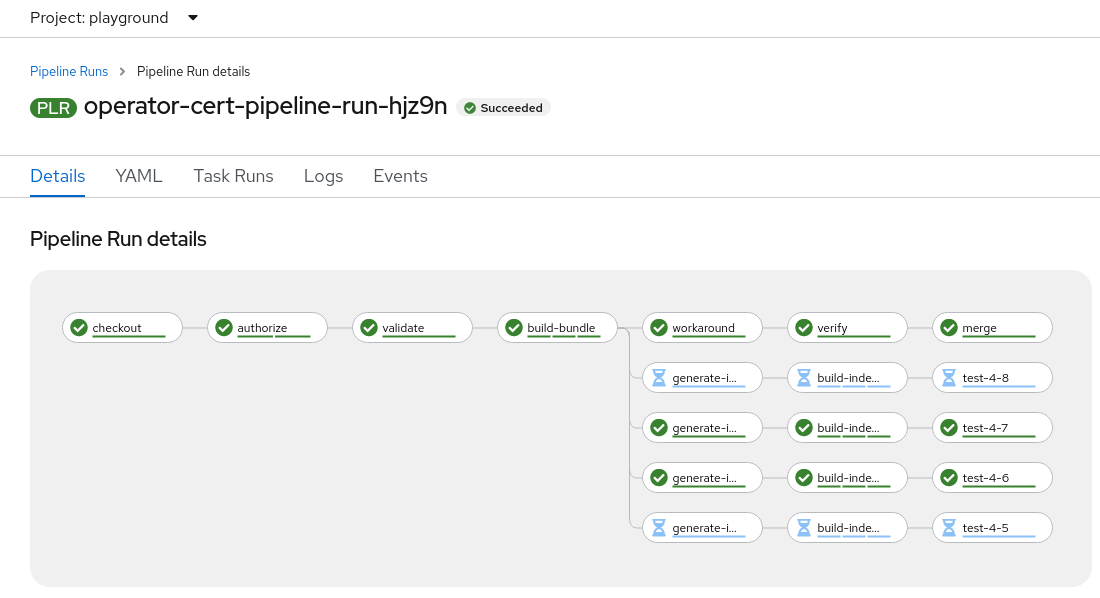 Project: playground
Pipeline Runs Pipeline Run details
PLR operator-cert-pipeline-run-hjz9n Succeeded
Details YAML Task Runs Logs Events
Pipeline Run details
checkout authorize validate build-bundle workaround verify merge
generate-i... build-inde... test-4-8
generate-i... build-inde... test-4-7
generate-i... build-inde... test-4-6
generate-i... build-inde... test-4-5